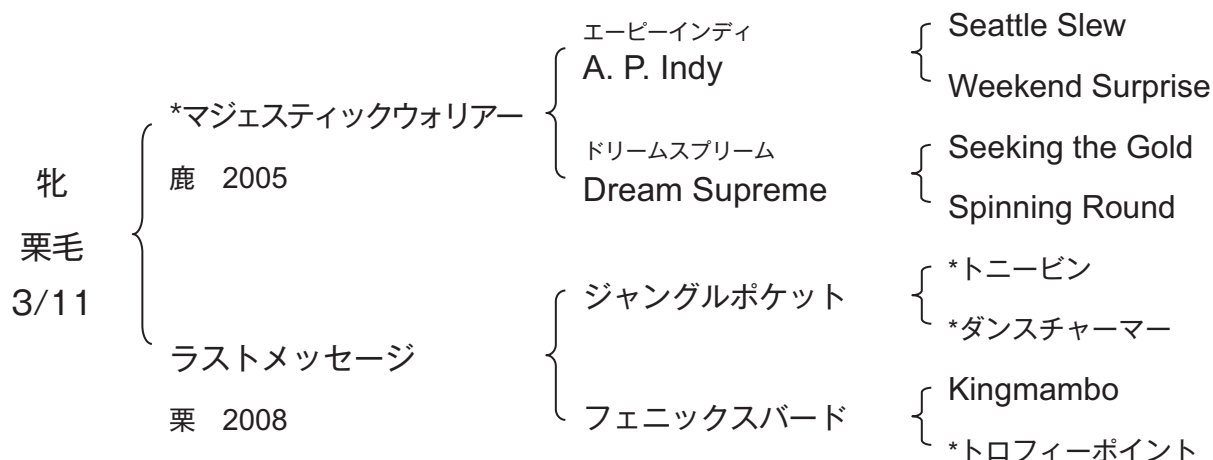 牝
栗毛
3/11
*マジェスティックウォリアー
鹿 2005
ラストメッセージ
栗 2008
エーピーインディ
A. P. Indy
ドリームスプリーム
Dream Supreme
ジャングルポケット
フェニックスバード
Seattle Slew
Weekend Surprise
Seeking the Gold
Spinning Round
*トニービン
*ダンスチャーマー
Kingmambo
*トロフィーポイント